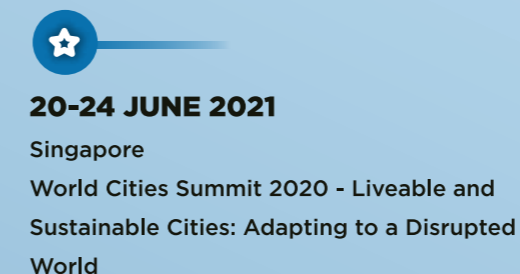 20-24 JUNE 2021
Singapore
World Cities Summit 2020 - Liveable and
Sustainable Cities: Adapting to a Disrupted
World